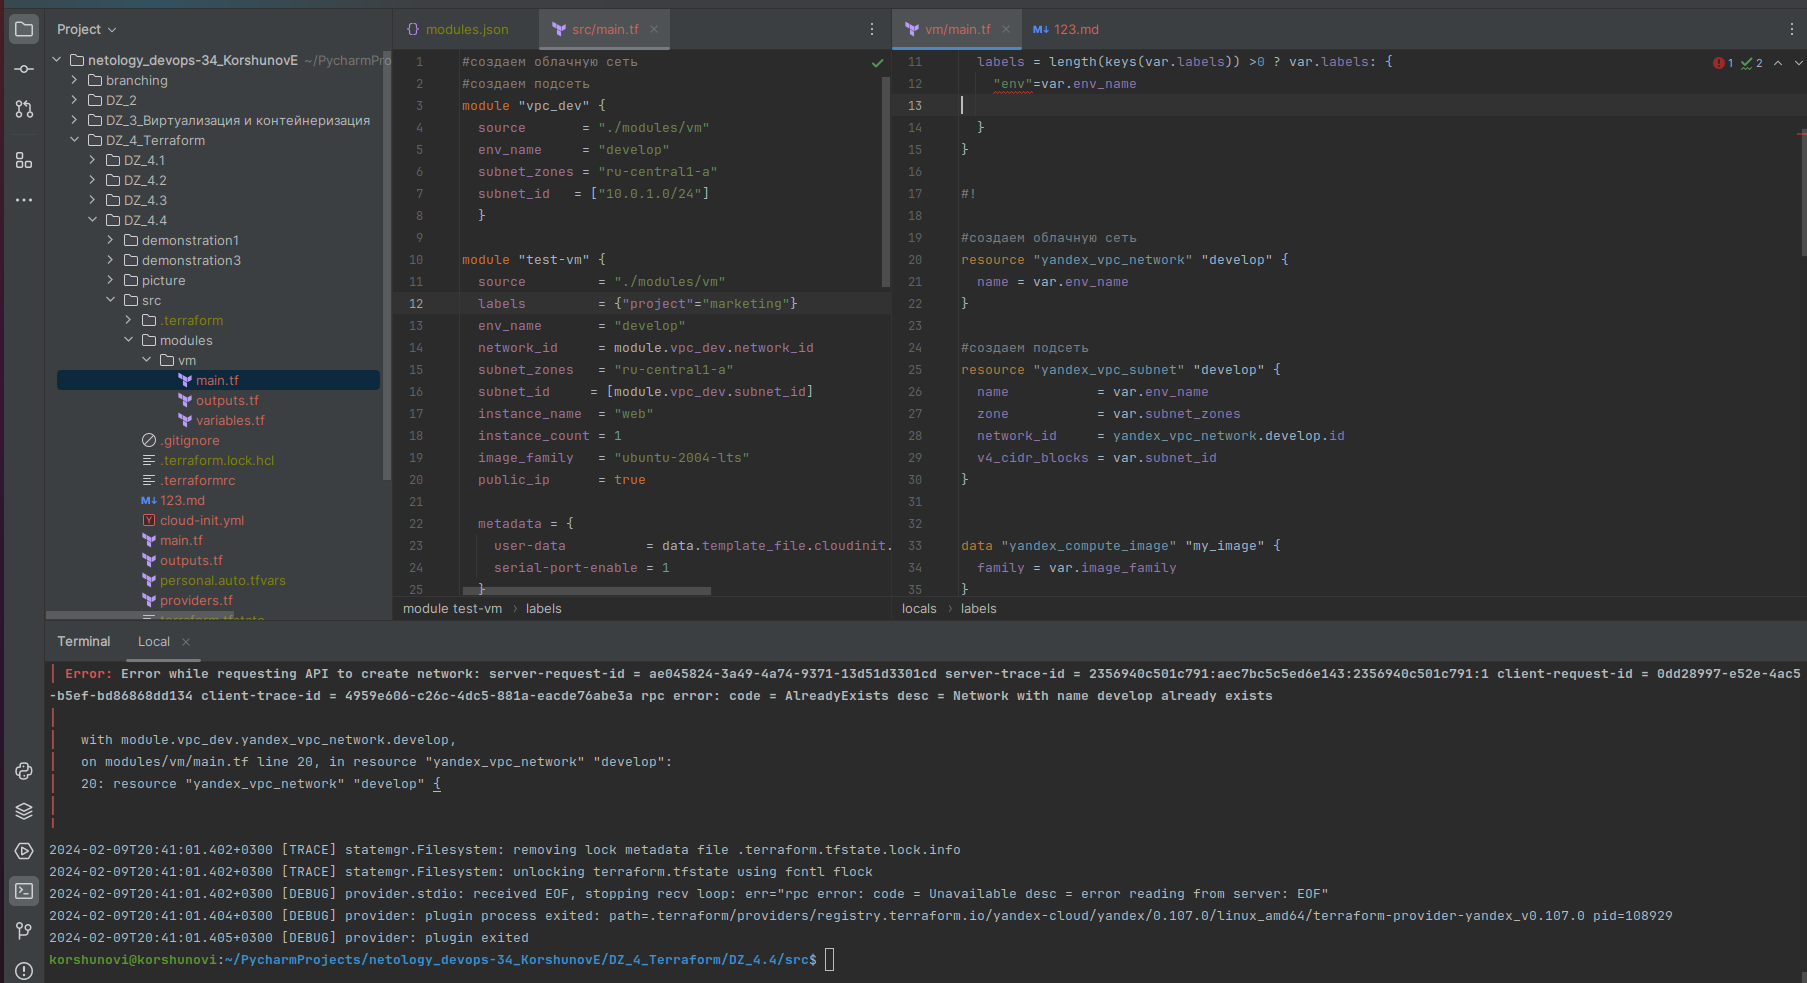 Project
netology_devops-34_KorshunovE ~/PycharmPro
branching
DZ_2
DZ_3_Виртуализация и контейнеризация
DZ_4_Terraform
DZ_4.1
DZ_4.2
DZ_4.3
DZ_4.4
demonstration1
demonstration3
picture
src
.terraform
modules
vm
main.tf
outputs.tf
variables.tf
.gitignore
.terraform.lock.hcl
.terraformrc
123.md
cloud-init.yml
main.tf
outputs.tf
personal.auto.tfvars
providers.tf
modules.json
src/main.tf
1 #создаем облачную сеть
2 #создаем подсеть
3 module "vpc_dev" {
4 source = "./modules/vm"
5 env_name = "develop"
6 subnet_zones = "ru-central1-a"
7 subnet_id = ["10.0.1.0/24"]
8 }
9
10 module "test-vm" {
11 source = "./modules/vm"
12 labels = {"project"="marketing"}
13 env_name = "develop"
14 network_id = module.vpc_dev.network_id
15 subnet_zones = "ru-central1-a"
16 subnet_id = [module.vpc_dev.subnet_id]
17 instance_name = "web"
18 instance_count = 1
19 image_family = "ubuntu-2004-lts"
20 public_ip = true
21
22 metadata = {
23 user-data = data.template_file.cloudinit.
24 serial-port-enable = 1
25 }
module test-vm › labels
vm/main.tf
M↓ 123.md
1 2
11 labels = length(keys(var.labels)) >0 ? var.labels: {
12 "env"=var.env_name
13
14 }
15 }
16
17 #!
18
19 #создаем облачную сеть
20 resource "yandex_vpc_network" "develop" {
21 name = var.env_name
22 }
23
24 #создаем подсеть
25 resource "yandex_vpc_subnet" "develop" {
26 name = var.env_name
27 zone = var.subnet_zones
28 network_id = yandex_vpc_network.develop.id
29 v4_cidr_blocks = var.subnet_id
30 }
31
32
33 data "yandex_compute_image" "my_image" {
34 family = var.image_family
35 }
locals › labels
Terminal Local
Error: Error while requesting API to create network: server-request-id = ae045824-3a49-4a74-9371-13d51d3301cd server-trace-id = 2356940c501c791:aec7bc5c5ed6e143:2356940c501c791:1 client-request-id = 0dd28997-e52e-4ac5
-b5ef-bd86868dd134 client-trace-id = 4959e606-c26c-4dc5-881a-eacde76abe3a rpc error: code = AlreadyExists desc = Network with name develop already exists
with module.vpc_dev.yandex_vpc_network.develop,
on modules/vm/main.tf line 20, in resource "yandex_vpc_network" "develop":
20: resource "yandex_vpc_network" "develop" {
2024-02-09T20:41:01.402+0300 [TRACE] statemgr.Filesystem: removing lock metadata file .terraform.tfstate.lock.info
2024-02-09T20:41:01.402+0300 [TRACE] statemgr.Filesystem: unlocking terraform.tfstate using fcntl flock
2024-02-09T20:41:01.402+0300 [DEBUG] provider.stdio: received EOF, stopping recv loop: err="rpc error: code = Unavailable desc = error reading from server: EOF"
2024-02-09T20:41:01.404+0300 [DEBUG] provider: plugin process exited: path=.terraform/providers/registry.terraform.io/yandex-cloud/yandex/0.107.0/linux_amd64/terraform-provider-yandex_v0.107.0 pid=108929
2024-02-09T20:41:01.405+0300 [DEBUG] provider: plugin exited
korshunovi@korshunovi:~/PycharmProjects/netology_devops-34_KorshunovE/DZ_4_Terraform/DZ_4.4/src$